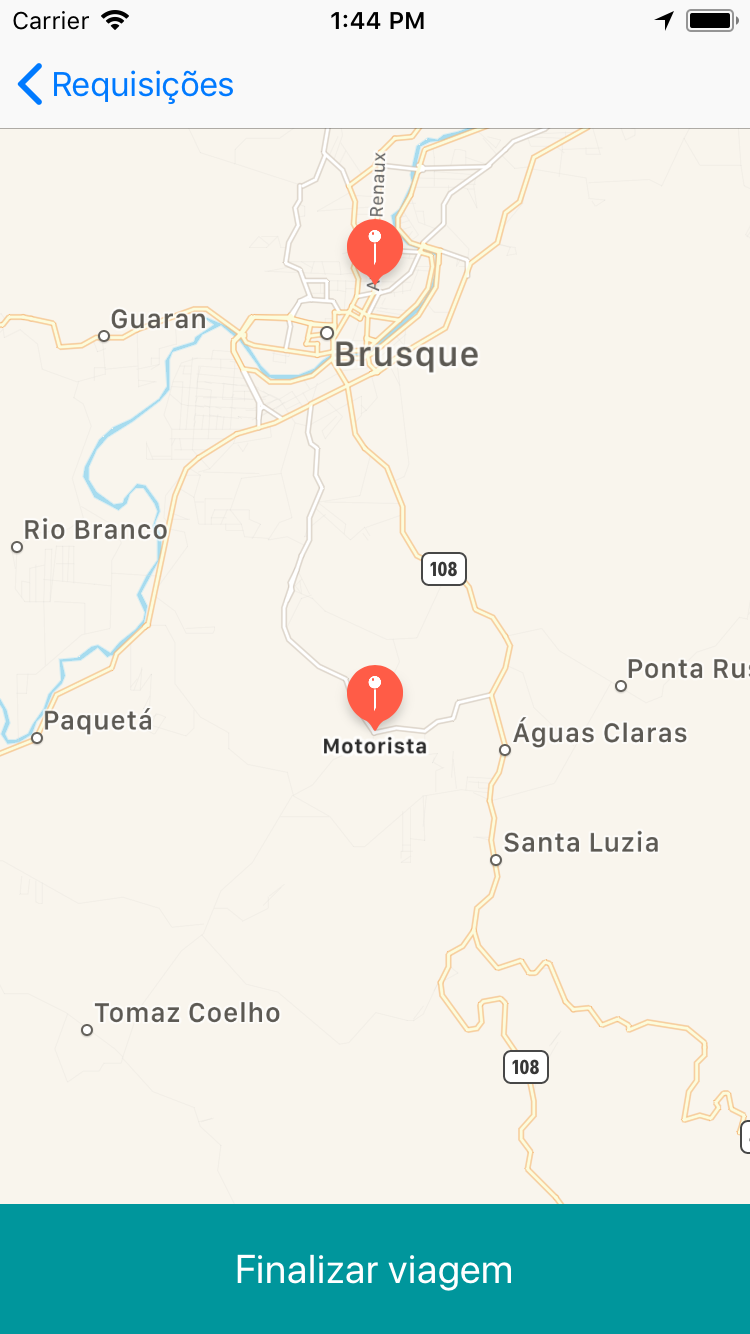 Carrier 1:44 PM
Requisições
Renaux
Guaran
Brusque
Rio Branco
108
Ponta Rus
Paquetá
Águas Claras
Motorista
Santa Luzia
Tomaz Coelho
108
Finalizar viagem